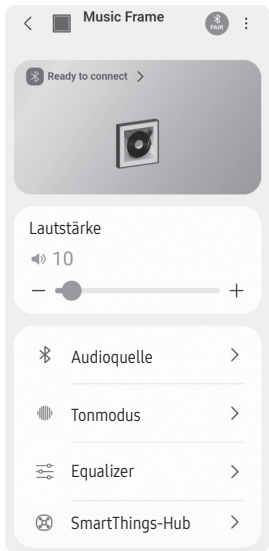 Music Frame
PAIR
Ready to connect
Lautstärke
10
Audioquelle
Tonmodus
Equalizer
SmartThings-Hub